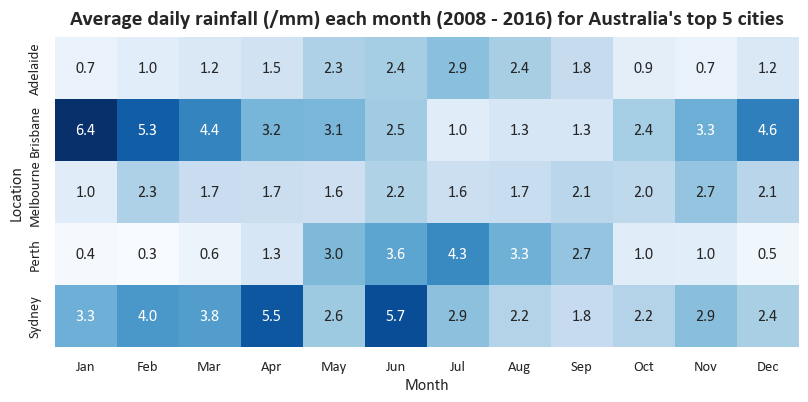 Average daily rainfall (/mm) each month (2008 - 2016) for Australia's top 5 cities
Location
Adelaide 0.7 1.0 1.2 1.5 2.3 2.4 2.9 2.4 1.8 0.9 0.7 1.2
Brisbane 6.4 5.3 4.4 3.2 3.1 2.5 1.0 1.3 1.3 2.4 3.3 4.6
Melbourne 1.0 2.3 1.7 1.7 1.6 2.2 1.6 1.7 2.1 2.0 2.7 2.1
Perth 0.4 0.3 0.6 1.3 3.0 3.6 4.3 3.3 2.7 1.0 1.0 0.5
Sydney 3.3 4.0 3.8 5.5 2.6 5.7 2.9 2.2 1.8 2.2 2.9 2.4
Jan Feb Mar Apr May Jun Jul Aug Sep Oct Nov Dec
Month